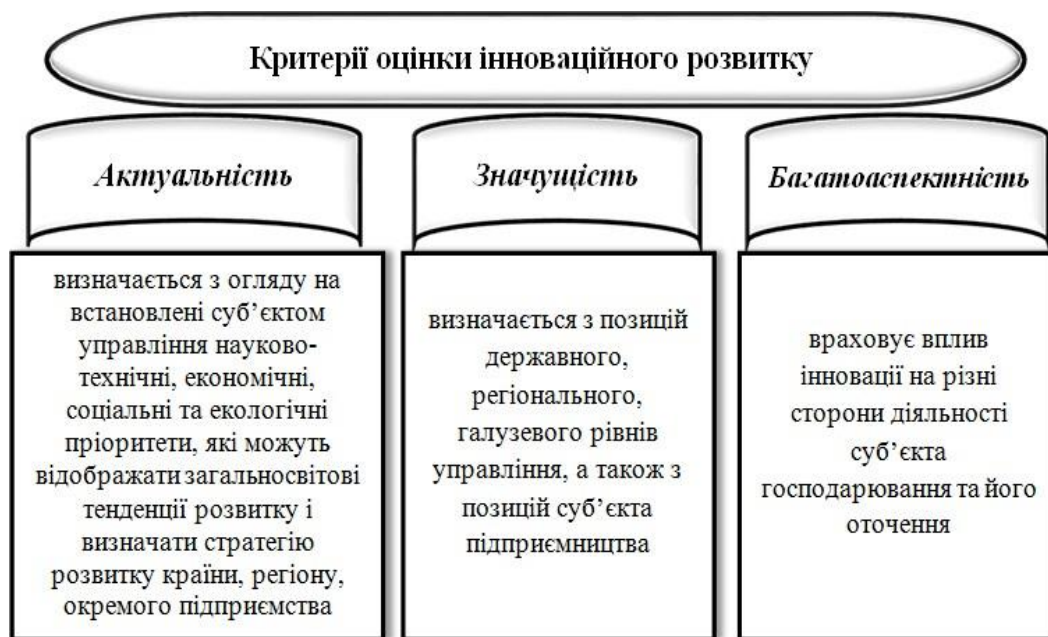 Критерії оцінки інноваційного розвитку
Актуальність
визначається з огляду на
встановлені суб’єктом
управління науково-
технічні, економічні,
соціальні та екологічні
пріоритети, які можуть
відображати загальносвітові
тенденції розвитку і
визначати стратегію
розвитку країни, регіону,
окремого підприємства
Значущість
визначається з позицій
державного,
регіонального,
галузевого рівнів
управління, а також з
позицій суб’єкта
підприємництва
Багатоаспектність
враховує вплив
інновації на різні
сторони діяльності
суб’єкта
господарювання та його
оточення